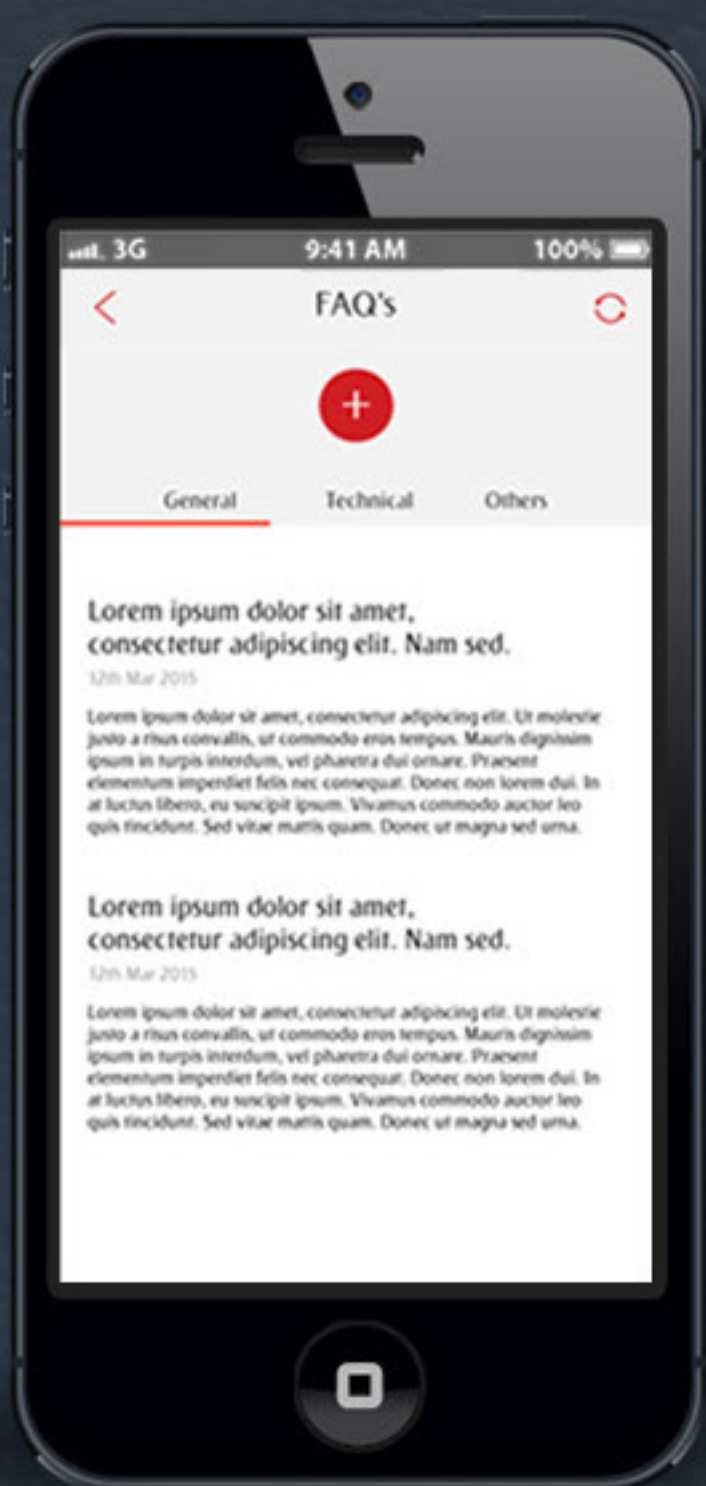 3G 9:41 AM 100%
FAQ's
General Technical Others
Lorem ipsum dolor sit amet,
consectetur adipiscing elit. Nam sed.
12th Mar 2015
Lorem ipsum dolor sit amet, consectetur adipiscing elit. Ut molestie
justo a risus convallis, ut commodo eros tempus. Mauris dignissim
ipsum in turpis interdum, vel pharetra dui ornare. Praesent
elementum imperdiet felis nec consequat. Donec non lorem dui. In
at luctus libero, eu suscipit ipsum. Vivamus commodo auctor leo
quis tincidunt. Sed vitae mattis quam. Donec ut magna sed urna.
Lorem ipsum dolor sit amet,
consectetur adipiscing elit. Nam sed.
12th Mar 2015
Lorem ipsum dolor sit amet, consectetur adipiscing elit. Ut molestie
justo a risus convallis, ut commodo eros tempus. Mauris dignissim
ipsum in turpis interdum, vel pharetra dui ornare. Praesent
elementum imperdiet felis nec consequat. Donec non lorem dui. In
at luctus libero, eu suscipit ipsum. Vivamus commodo auctor leo
quis tincidunt. Sed vitae mattis quam. Donec ut magna sed urna.